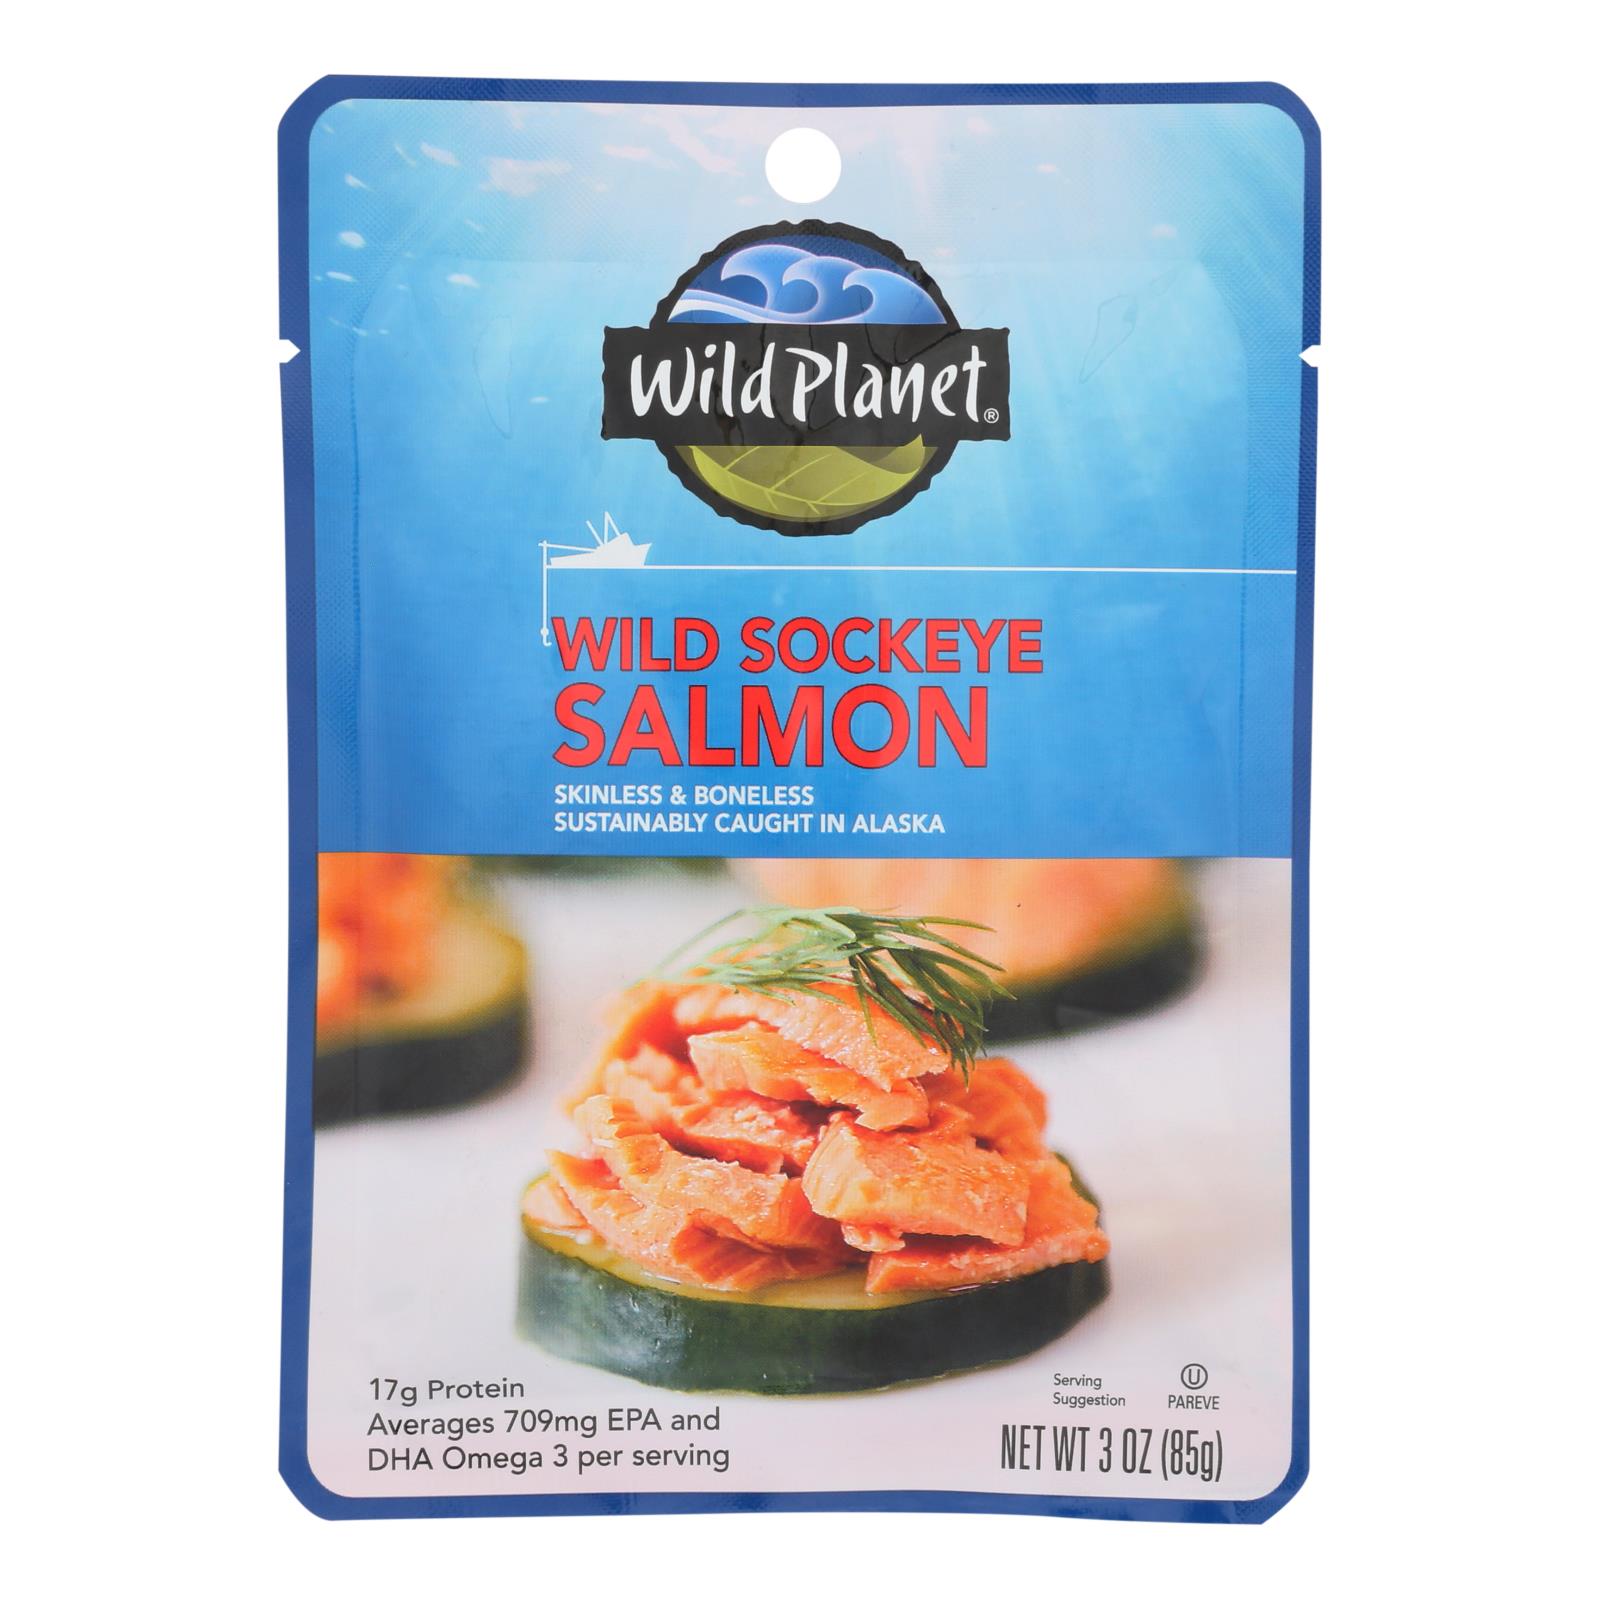 Wild Planet®
WILD SOCKEYE
SALMON
SKINLESS & BONELESS
SUSTAINABLY CAUGHT IN ALASKA
17g Protein
Averages 709mg EPA and
DHA Omega 3 per serving
Serving
Suggestion
U
PAREVE
NET WT 3 OZ (85g)